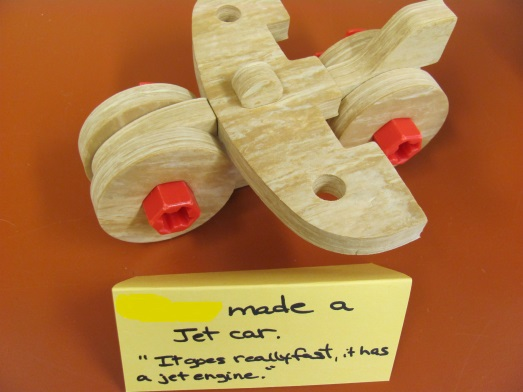 made a
Jet car.
"It goes really fast, it has
a jet engine."